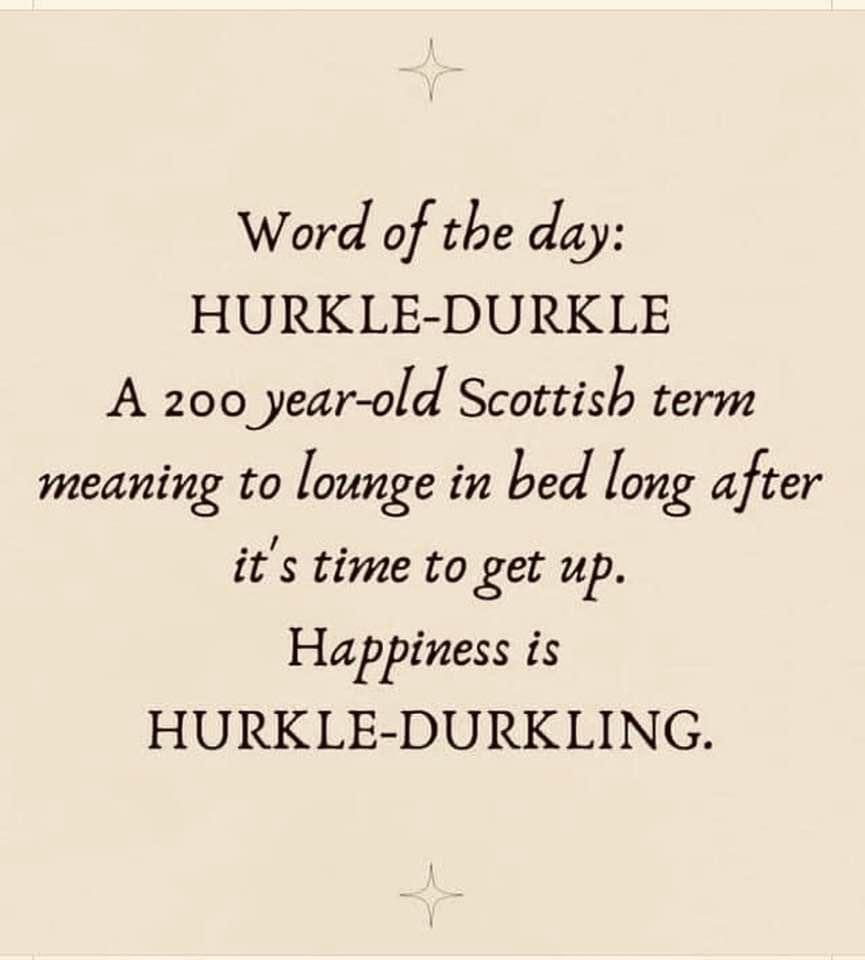 Word of the day:
HURKLE-DURKLE
A 200 year-old Scottish term
meaning to lounge in bed long after
it's time to get up.
Happiness is
HURKLE-DURKLING.